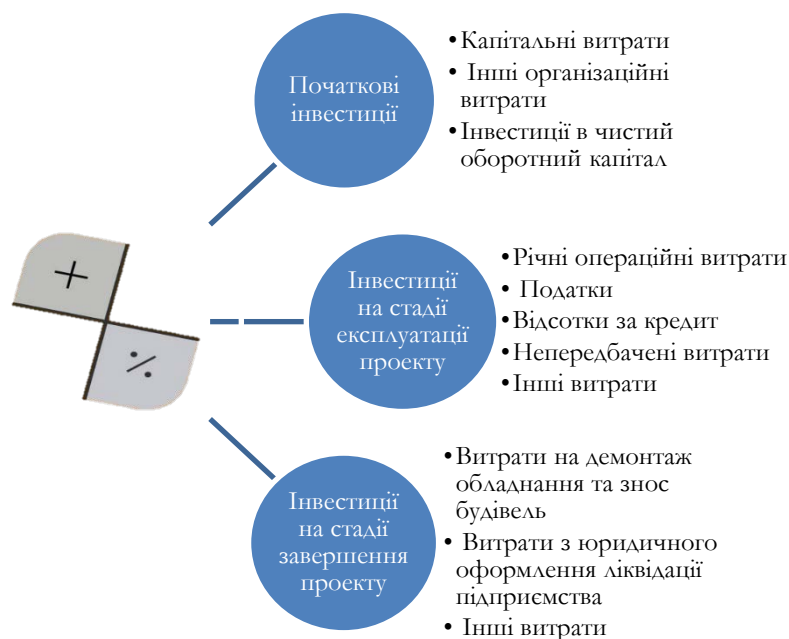 Початкові
інвестиції
•Капітальні витрати
• Інші організаційні
витрати
•Інвестиції в чистий
оборотний капітал
+
%
Інвестиції
на стадії
експлуатації
проекту
•Річні операційні витрати
• Податки
•Відсотки за кредит
•Непередбачені витрати
•Інші витрати
Інвестиції
на стадії
завершення
проекту
•Витрати на демонтаж
обладнання та знос
будівель
• Витрати з юридичного
оформлення ліквідації
підприємства
• Інші витрати